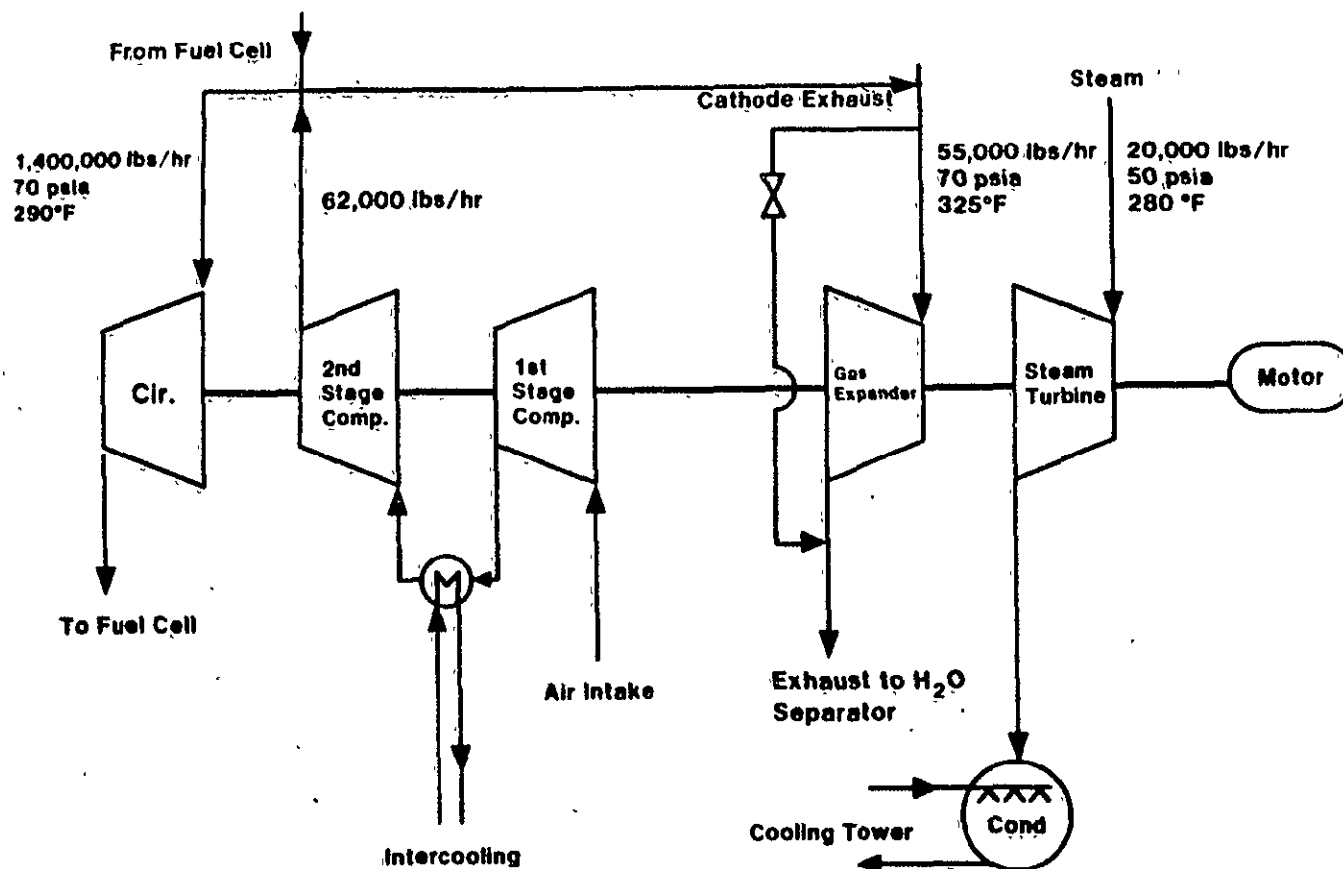 From Fuel Cell
Cathode Exhaust
Steam
1,400,000 lbs/hr
70 psia
290°F
62,000 lbs/hr
55,000 lbs/hr
70 psia
325°F
20,000 lbs/hr
50 psia
280 °F
Cir.
2nd
Stage
Comp.
1st
Stage
Comp.
Gas
Expander
Steam
Turbine
Motor
To Fuel Cell
Air Intake
Exhaust to H₂O
Separator
Intercooling
Cooling Tower
Cond